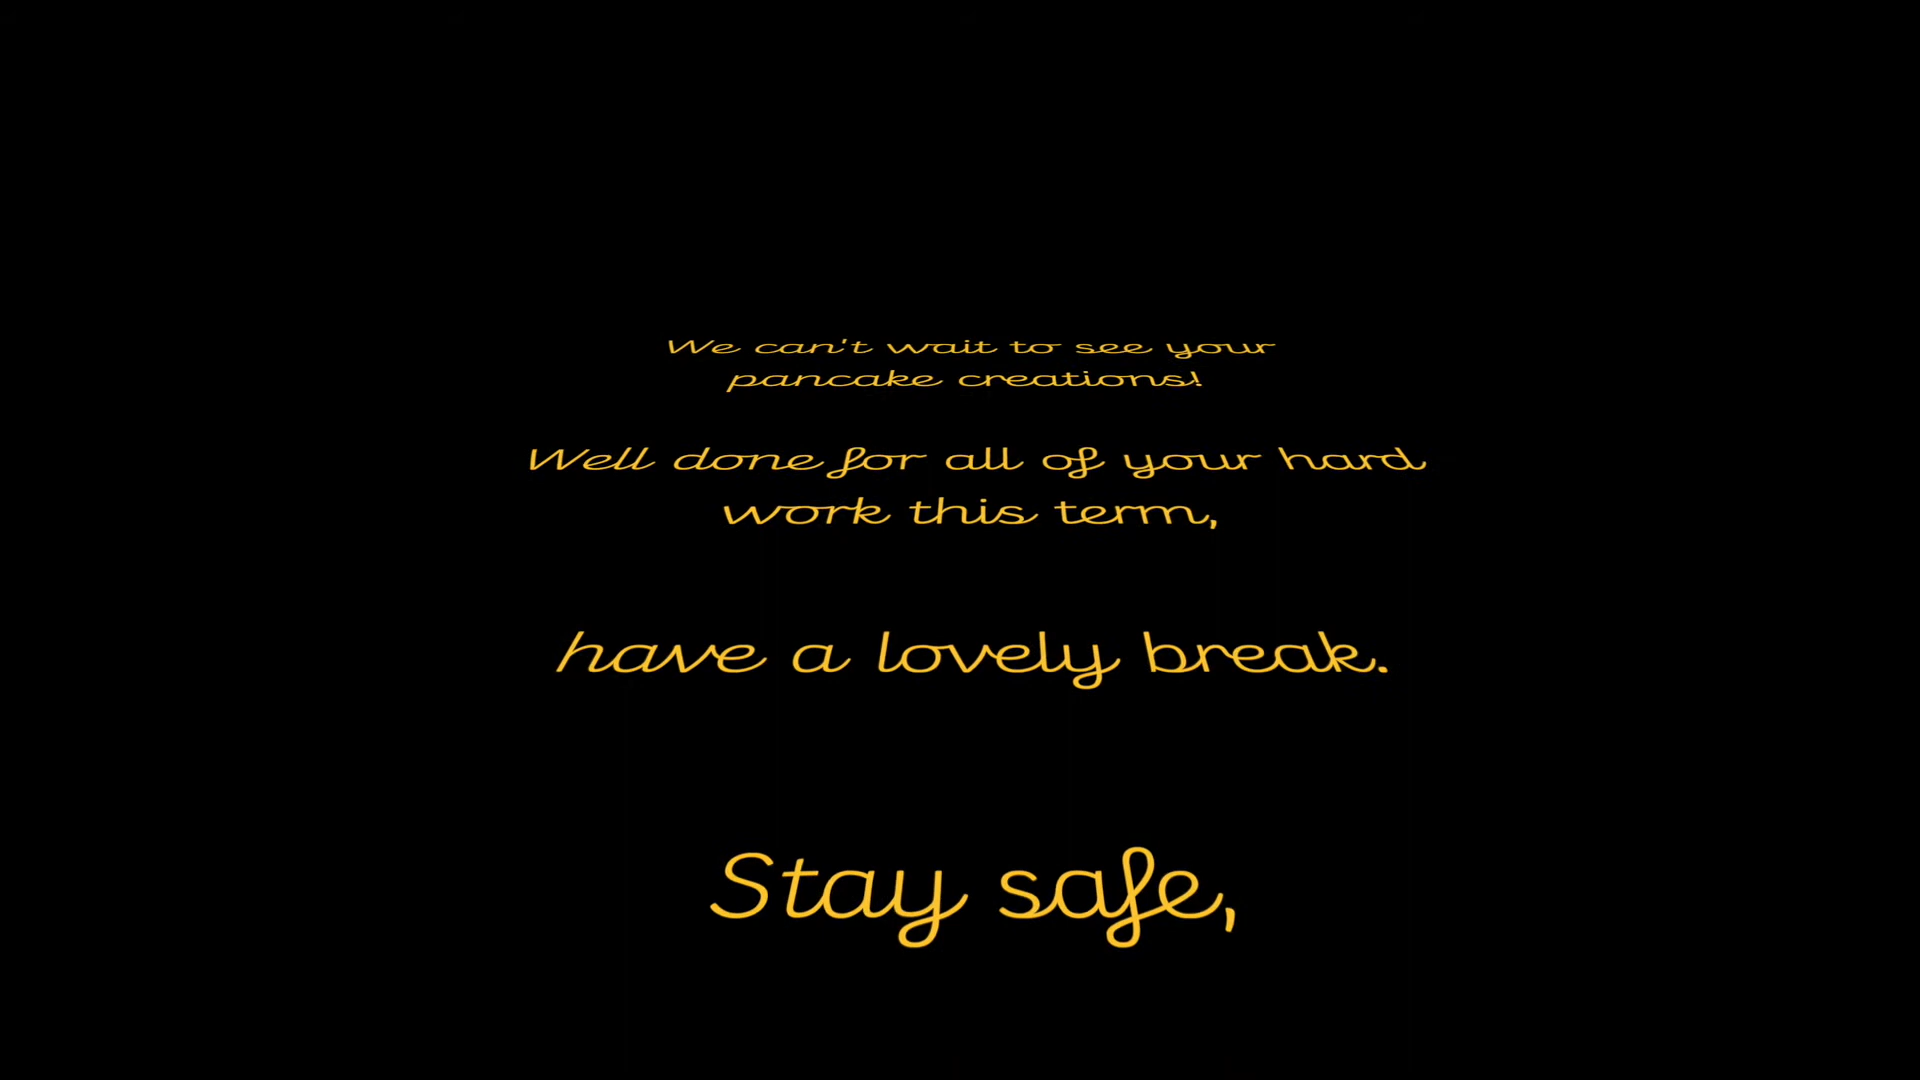 We can't wait to see your
pancake creations!
Well done for all of your hard
work this term,
have a lovely break.
Stay safe,